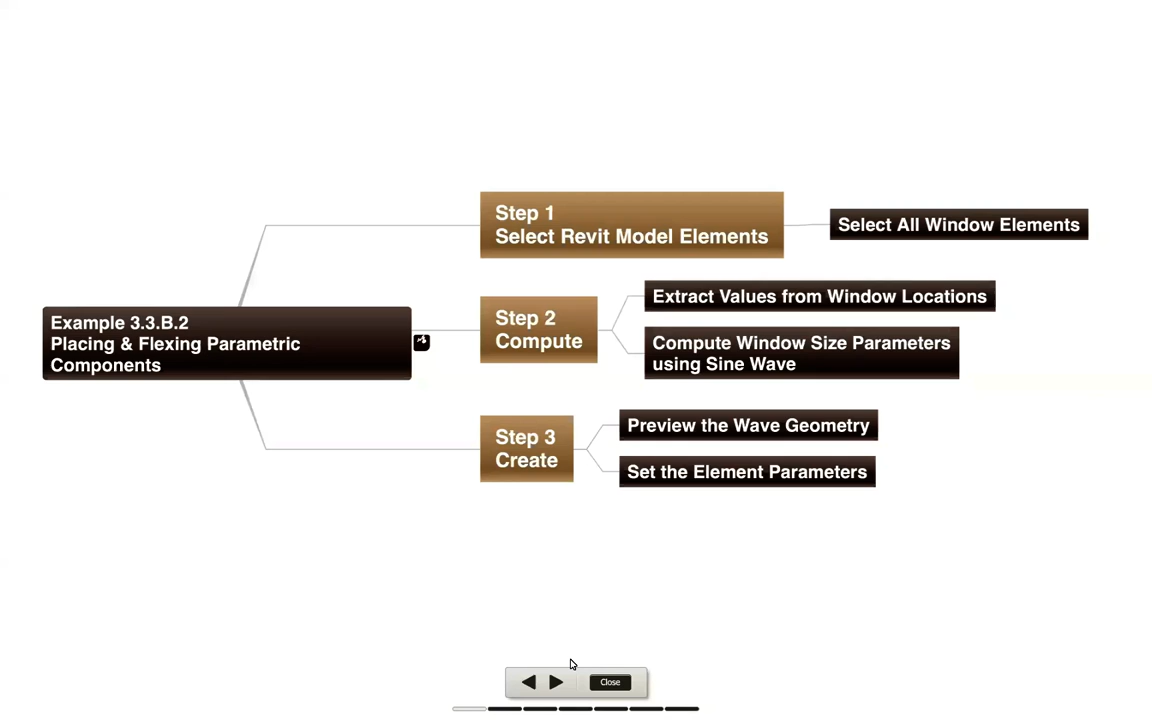 Example 3.3.B.2
Placing & Flexing Parametric
Components
Step 1
Select Revit Model Elements
Select All Window Elements
Step 2
Compute
Extract Values from Window Locations
Compute Window Size Parameters
using Sine Wave
Step 3
Create
Preview the Wave Geometry
Set the Element Parameters
Close